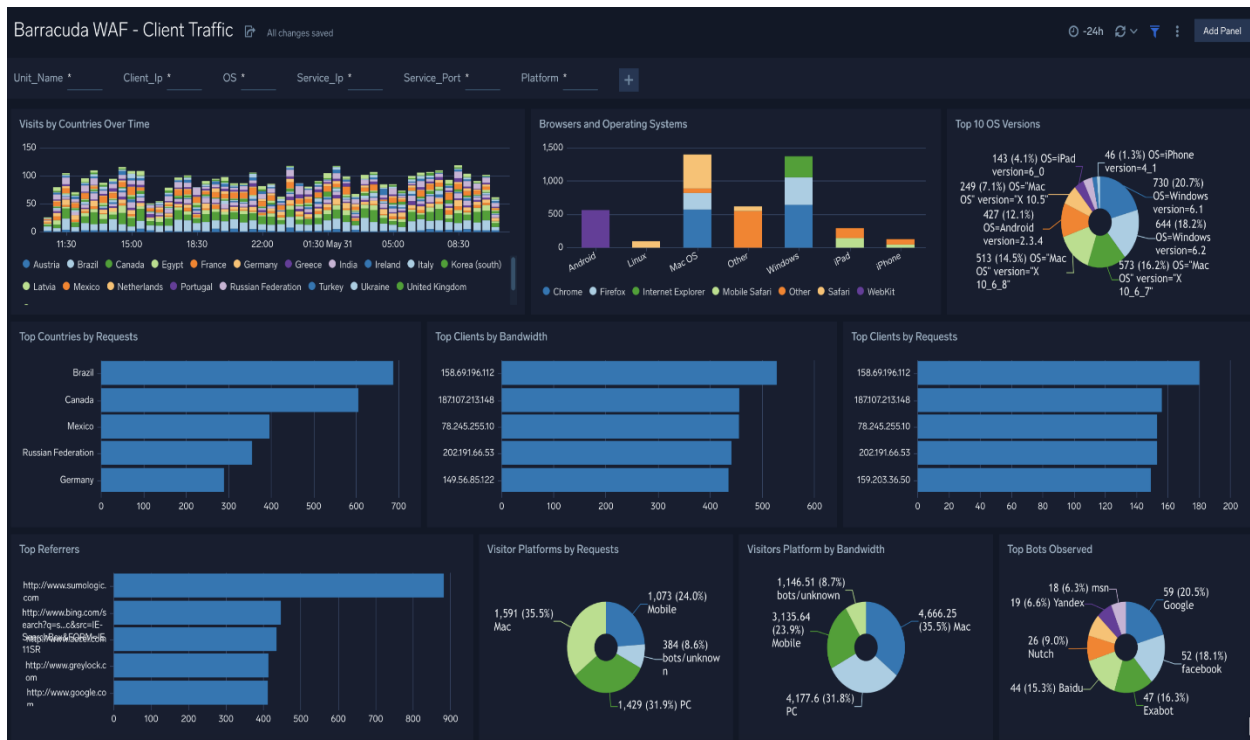 Barracuda WAF - Client Traffic
All changes saved
-24h
Add Panel
Unit_Name *
Client_Ip *
OS *
Service_Ip *
Service_Port *
Platform *
+
Visits by Countries Over Time
150
100
50
0
11:30 15:00 18:30 22:00 01:30 May 31 05:00 08:30
Austria Brazil Canada Egypt France Germany Greece India Ireland Italy Korea (south)
Latvia Mexico Netherlands Portugal Russian Federation Turkey Ukraine United Kingdom
Browsers and Operating Systems
1,500
1,000
500
0
Android Linux Mac OS Other Windows iPad iPhone
Chrome Firefox Internet Explorer Mobile Safari Other Safari WebKit
Top 10 OS Versions
143 (4.1%) OS=iPad
version=6_0
249 (7.1%) OS="Mac
OS" version="X 10.5"
427 (12.1%)
OS=Android
version=2.3.4
513 (14.5%) OS="Mac
OS" version="X
10_6_8"
46 (1.3%) OS=iPhone
version=4_1
730 (20.7%)
OS=Windows
version=6.1
644 (18.2%)
OS=Windows
version=6.2
573 (16.2%) OS="Mac
OS" version="X
10_6_7"
Top Countries by Requests
Brazil
Canada
Mexico
Russian Federation
Germany
0 100 200 300 400 500 600 700
Top Clients by Bandwidth
158.69.196.112
187.107.213.148
78.245.255.10
202.191.66.53
149.56.85.122
0 100 200 300 400 500 600
Top Clients by Requests
158.69.196.112
187.107.213.148
78.245.255.10
202.191.66.53
159.203.36.50
0 20 40 60 80 100 120 140 160 180 200
Top Referrers
http://www.sumologic.
com
http://www.bing.com/s
earch?q=s...c&src=IE-
11SR
http://www.greylock.c
om
http://www.google.co
m
0 100 200 300 400 500 600 700 800 900
Visitor Platforms by Requests
1,591 (35.5%)
Mac
1,073 (24.0%)
Mobile
384 (8.6%)
bots/unknow
n
1,429 (31.9%) PC
Visitors Platform by Bandwidth
1,146.51 (8.7%)
bots/unknown
3,135.64
(23.9%)
Mobile
4,666.25
(35.5%) Mac
4,177.6 (31.8%)
PC
Top Bots Observed
18 (6.3%) msn
19 (6.6%) Yandex
26 (9.0%)
Nutch
44 (15.3%) Baidu
59 (20.5%)
Google
52 (18.1%)
facebook
47 (16.3%)
Exabot